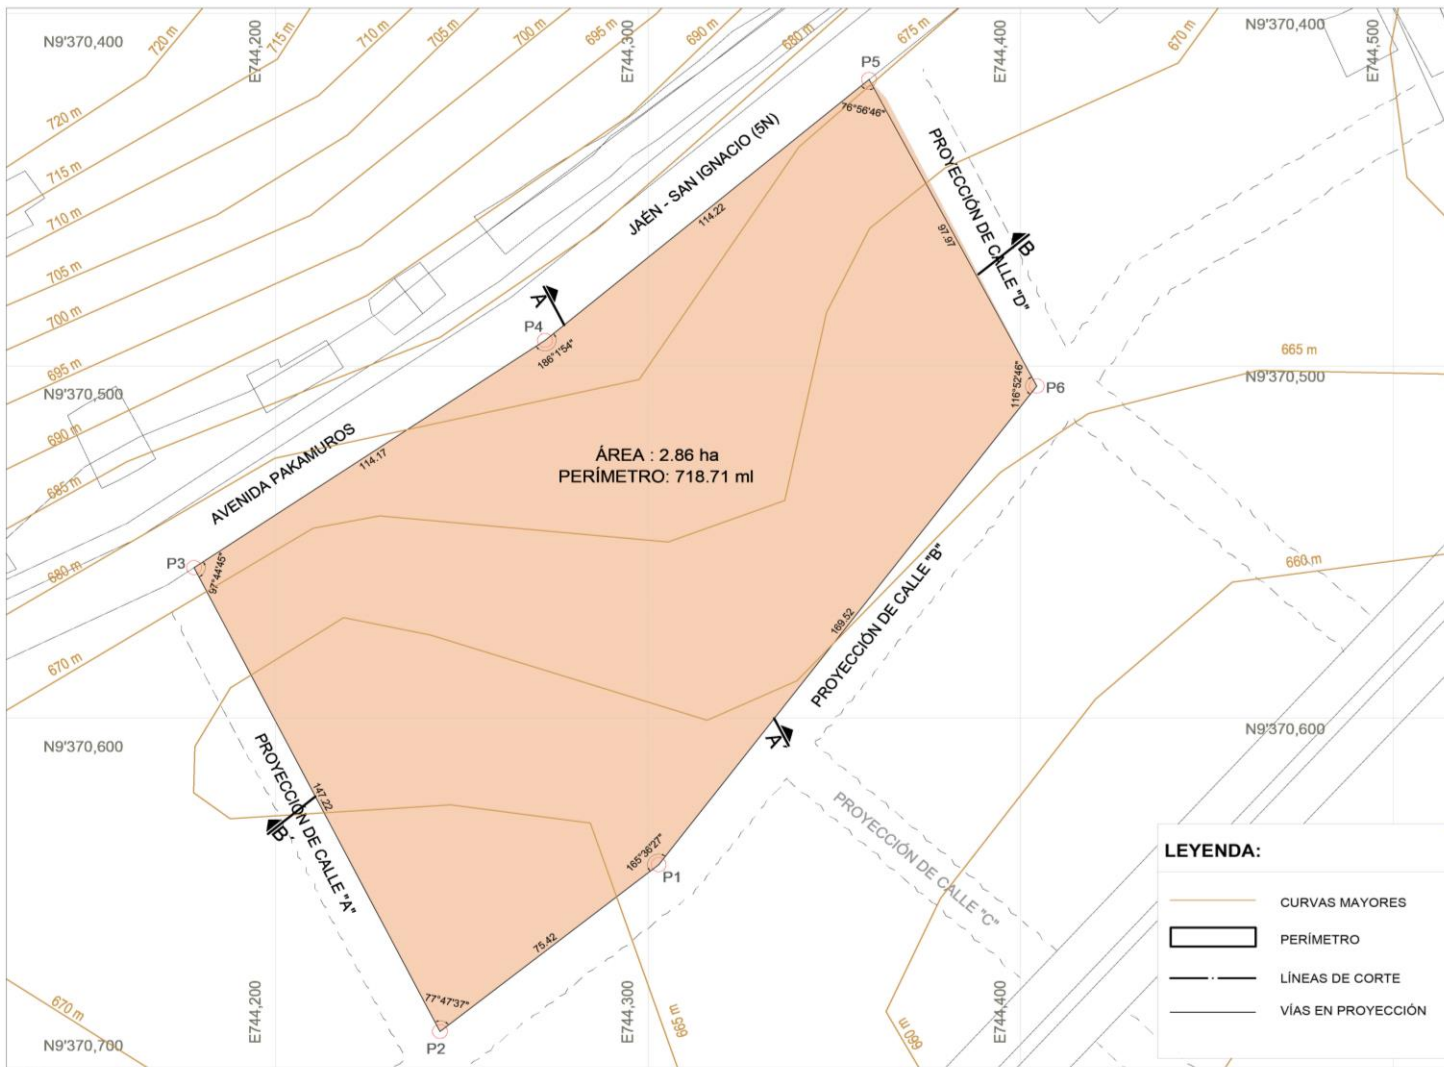 N9'370,400
720 m
E744,200
715 m
710 m
705 m
700 m
695 m
E744,300
690 m
680 m
675 m
P5
E744,400
670 m
N9'370,400
E744,500
720 m
715 m
710 m
705 m
700 m
695 m
690 m
685 m
680 m
670 m
76°56'46"
JAÉN - SAN IGNACIO (5N)
114.22
PROYECCIÓN DE CALLE "D"
97.97
B
A
P4
186°1'54"
N9'370,500
665 m
N9'370,500
116°52'46"
P6
AVENIDA PAKAMUROS
114.17
ÁREA : 2.86 ha
PERÍMETRO: 718.71 ml
P3
97°44'45"
660 m
169.52
PROYECCIÓN DE CALLE "B"
N9'370,600
N9'370,600
A'
PROYECCIÓN DE CALLE "A"
147.22
B'
165°36'27"
P1
PROYECCIÓN DE CALLE "C"
75.42
77°47'37"
P2
670 m
E744,200
E744,300
665 m
E744,400
660 m
N9'370,700
LEYENDA:
CURVAS MAYORES
PERÍMETRO
LÍNEAS DE CORTE
VÍAS EN PROYECCIÓN